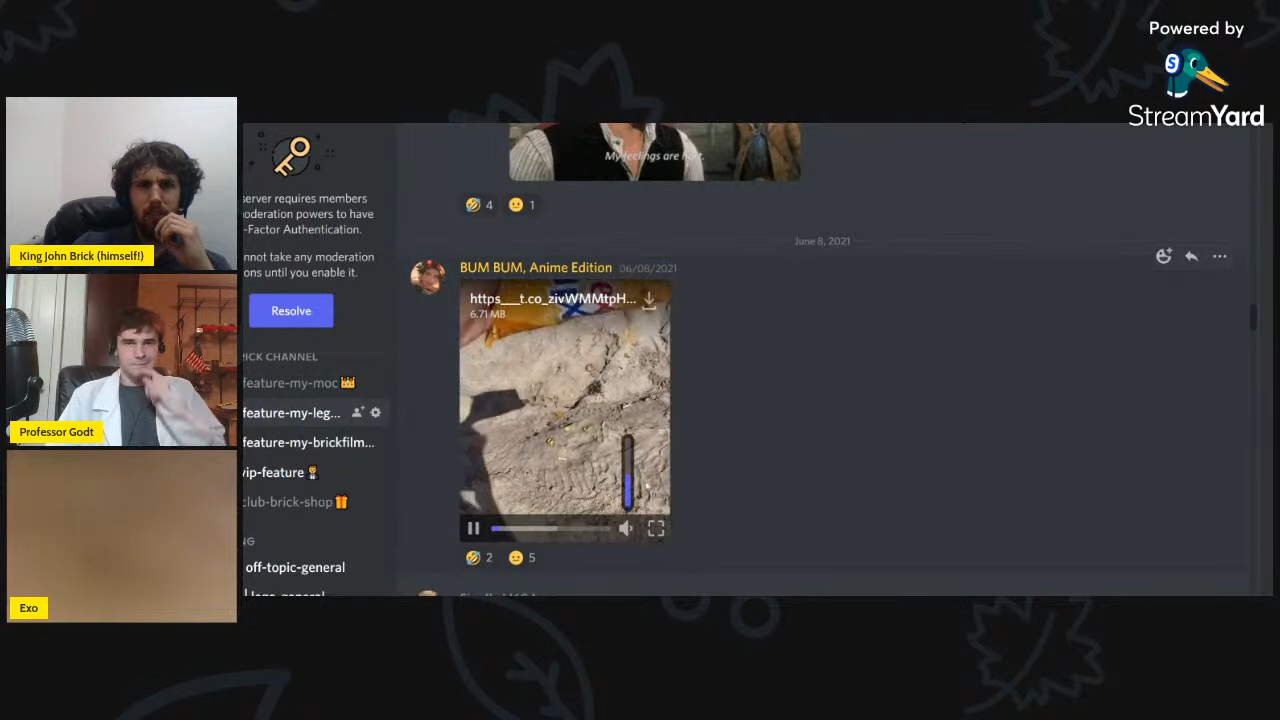 Powered by
StreamYard
King John Brick (himself!)
Professor Godt
Exo
server requires members
oderation powers to have
-Factor Authentication.
nnot take any moderation
ons until you enable it.
Resolve
ICK CHANNEL
feature-my-moc
feature-my-leg...
feature-my-brickfilm...
vip-feature
club-brick-shop
NG
off-topic-general
My feelings are hurt.
4
1
June 8, 2021
BUM BUM, Anime Edition 06/08/2021
https___t.co_zivWMMtpH...
6.71 MB
2
5